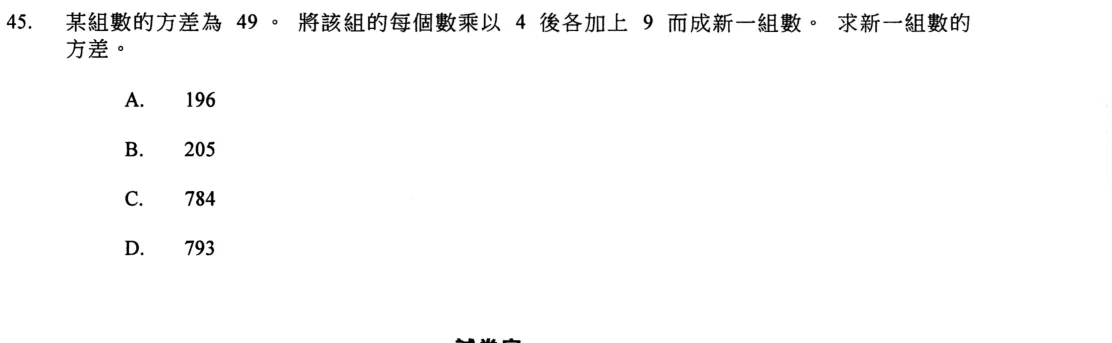 45. 某組數的方差為 49 。 將該組的每個數乘以 4 後各加上 9 而成新一組數。 求新一組數的
方差。
A. 196
B. 205
C. 784
D. 793